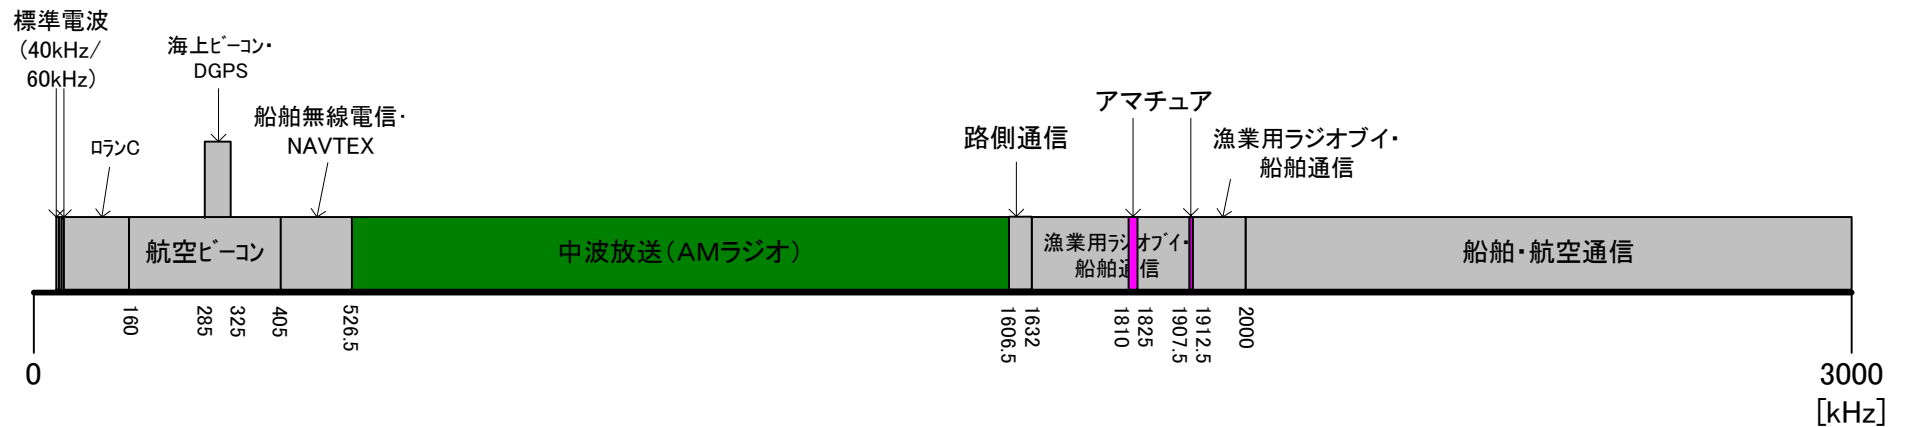 標準電波
(40kHz/
60kHz)
ロランC
海上ビーコン・
DGPS
船舶無線電信・
NAVTEX
路側通信
アマチュア
漁業用ラジオブイ・
船舶通信
航空ビーコン
中波放送(AMラジオ)
漁業用ラジオブイ・
船舶通信
船舶・航空通信
160
285
325
405
526.5
1606.5
1632
1810
1825
1907.5
1912.5
2000
0
3000
[kHz]